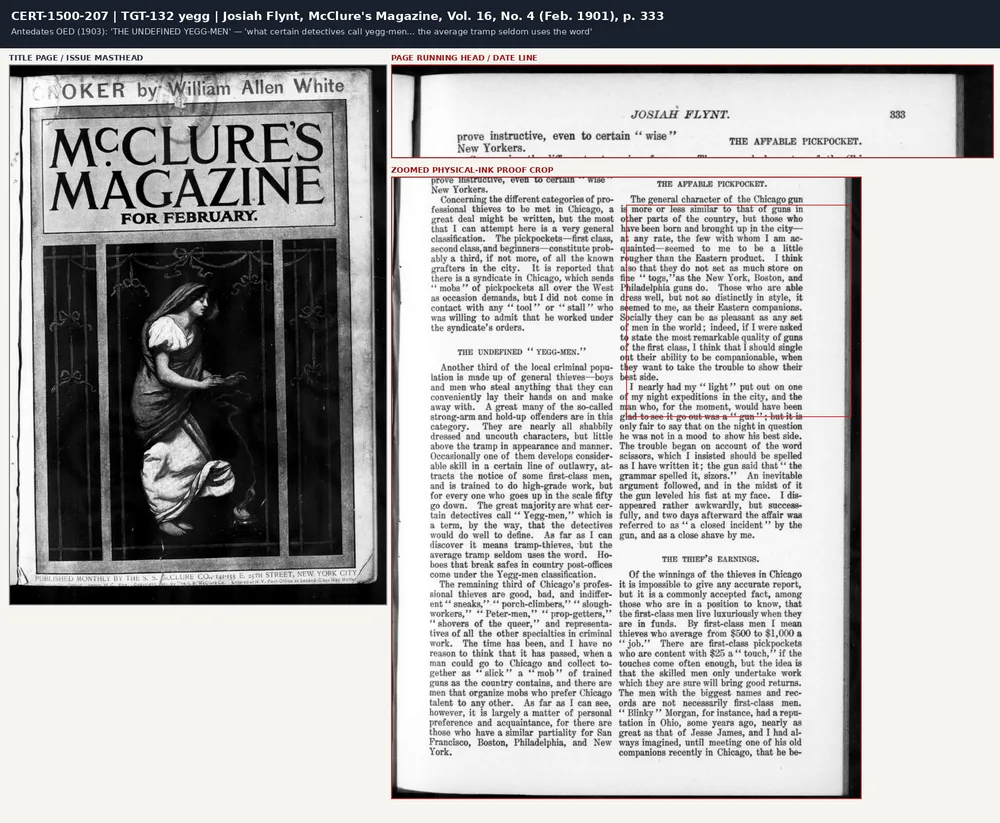 CERT-1500-207 | TGT-132 yegg | Josiah Flynt, McClure's Magazine, Vol. 16, No. 4 (Feb. 1901), p. 333
Antedates OED (1903): 'THE UNDEFINED YEGG-MEN' — 'what certain detectives call yegg-men... the average tramp seldom uses the word'
TITLE PAGE / ISSUE MASTHEAD
ROKER by William Allen White
McCLURE'S
MAGAZINE
FOR FEBRUARY.
PUBLISHED MONTHLY BY THE S. S. McCLURE CO., 141-155 E. 25TH STREET, NEW YORK CITY
PAGE RUNNING HEAD / DATE LINE
JOSIAH FLYNT. 333
prove instructive, even to certain “ wise ”
New Yorkers.
THE AFFABLE PICKPOCKET.
ZOOMED PHYSICAL-INK PROOF CROP
prove instructive, even to certain “ wise ”
New Yorkers.
Concerning the different categories of pro-
fessional thieves to be met in Chicago, a
great deal might be written, but the most
that I can attempt here is a very general
classification. The pickpockets—first class,
second class, and beginners—constitute prob-
ably a third, if not more, of all the known
grafters in the city. It is reported that
there is a syndicate in Chicago, which sends
“ mobs ” of pickpockets all over the West
as occasion demands, but I did not come in
contact with any “ tool ” or “ stall ” who
was willing to admit that he worked under
the syndicate's orders.
THE UNDEFINED “ YEGG-MEN.”
Another third of the local criminal popu-
lation is made up of general thieves—boys
and men who steal anything that they can
conveniently lay their hands on and make
away with. A great many of the so-called
strong-arm and hold-up offenders are in this
category. They are nearly all shabbily
dressed and uncouth characters, but little
above the tramp in appearance and manner.
Occasionally one of them develops consider-
able skill in a certain line of outlawry, at-
tracts the notice of some first-class men,
and is trained to do high-grade work, but
for every one who goes up in the scale fifty
go down. The great majority are what cer-
tain detectives call “ Yegg-men,” which is
a term, by the way, that the detectives
would do well to define. As far as I can
discover it means tramp-thieves, but the
average tramp seldom uses the word. Ho-
boes that break safes in country post-offices
come under the Yegg-men classification.
The remaining third of Chicago's profes-
sional thieves are good, bad, and indiffer-
ent “ sneaks,” “ porch-climbers,” “ slough-
workers,” “ Peter-men,” “ prop-getters,”
“ shovers of the queer,” and representa-
tives of all the other specialties in criminal
work. The time has been, and I have no
reason to think that it has passed, when a
man could go to Chicago and collect to-
gether as “ slick ” a “ mob ” of trained
guns as the country contains, and there are
men that organize mobs who prefer Chicago
talent to any other. As far as I can see,
however, it is largely a matter of personal
preference and acquaintance, for there are
those who have a similar partiality for San
Francisco, Boston, Philadelphia, and New
York.
THE AFFABLE PICKPOCKET.
The general character of the Chicago gun
is more or less similar to that of guns in
other parts of the country, but those who
have been born and brought up in the city—
at any rate, the few with whom I am ac-
quainted—seemed to me to be a little
rougher than the Eastern product. I think
also that they do not set as much store on
fine “ togs,” as the New York, Boston, and
Philadelphia guns do. Those who are able
dress well, but not so distinctly in style, it
seemed to me, as their Eastern companions.
Socially they can be as pleasant as any set
of men in the world; indeed, if I were asked
to state the most remarkable quality of guns
of the first class, I think that I should single
out their ability to be companionable, when
they want to take the trouble to show their
best side.
I nearly had my “ light ” put out on one
of my night expeditions in the city, and the
man who, for the moment, would have been
glad to see it go out was a “ gun ”; but it is
only fair to say that on the night in question
he was not in a mood to show his best side.
The trouble began on account of the word
scissors, which I insisted should be spelled
as I have written it; the gun said that “ the
grammar spelled it, sizors.” An inevitable
argument followed, and in the midst of it
the gun leveled his fist at my face. I dis-
appeared rather awkwardly, but success-
fully, and two days afterward the affair was
referred to as “ a closed incident ” by the
gun, and as a close shave by me.
THE THIEF'S EARNINGS.
Of the winnings of the thieves in Chicago
it is impossible to give any accurate report,
but it is a commonly accepted fact, among
those who are in a position to know, that
the first-class men live luxuriously when they
are in funds. By first-class men I mean
thieves who average from $500 to $1,000 a
“ job.” There are first-class pickpockets
who are content with $25 a “ touch,” if the
touches come often enough, but the idea is
that the skilled men only undertake work
which they are sure will bring good returns.
The men with the biggest names and rec-
ords are not necessarily first-class men.
“ Blinky ” Morgan, for instance, had a repu-
tation in Ohio, some years ago, nearly as
great as that of Jesse James, and I had al-
ways imagined, until meeting one of his old
companions recently in Chicago, that he be-